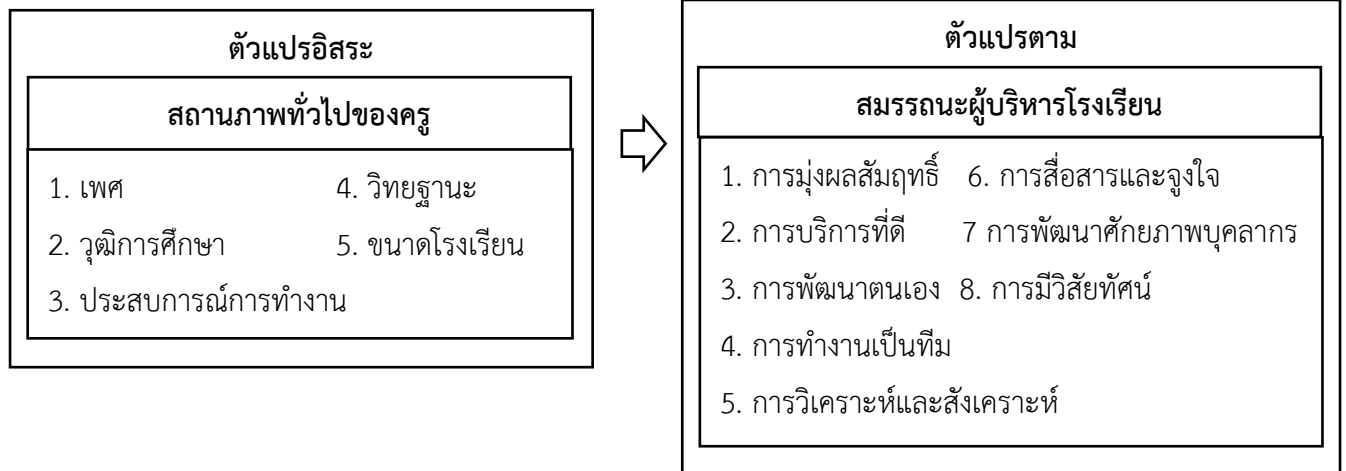 ตัวแปรอิสระ
สถานภาพทั่วไปของครู
1. เพศ 4. วิทยฐานะ
2. วุฒิการศึกษา 5. ขนาดโรงเรียน
3. ประสบการณ์การทำงาน
ตัวแปรตาม
สมรรถนะผู้บริหารโรงเรียน
1. การมุ่งผลสัมฤทธิ์ 6. การสื่อสารและจูงใจ
2. การบริการที่ดี 7 การพัฒนาศักยภาพบุคลากร
3. การพัฒนาตนเอง 8. การมีวิสัยทัศน์
4. การทำงานเป็นทีม
5. การวิเคราะห์และสังเคราะห์